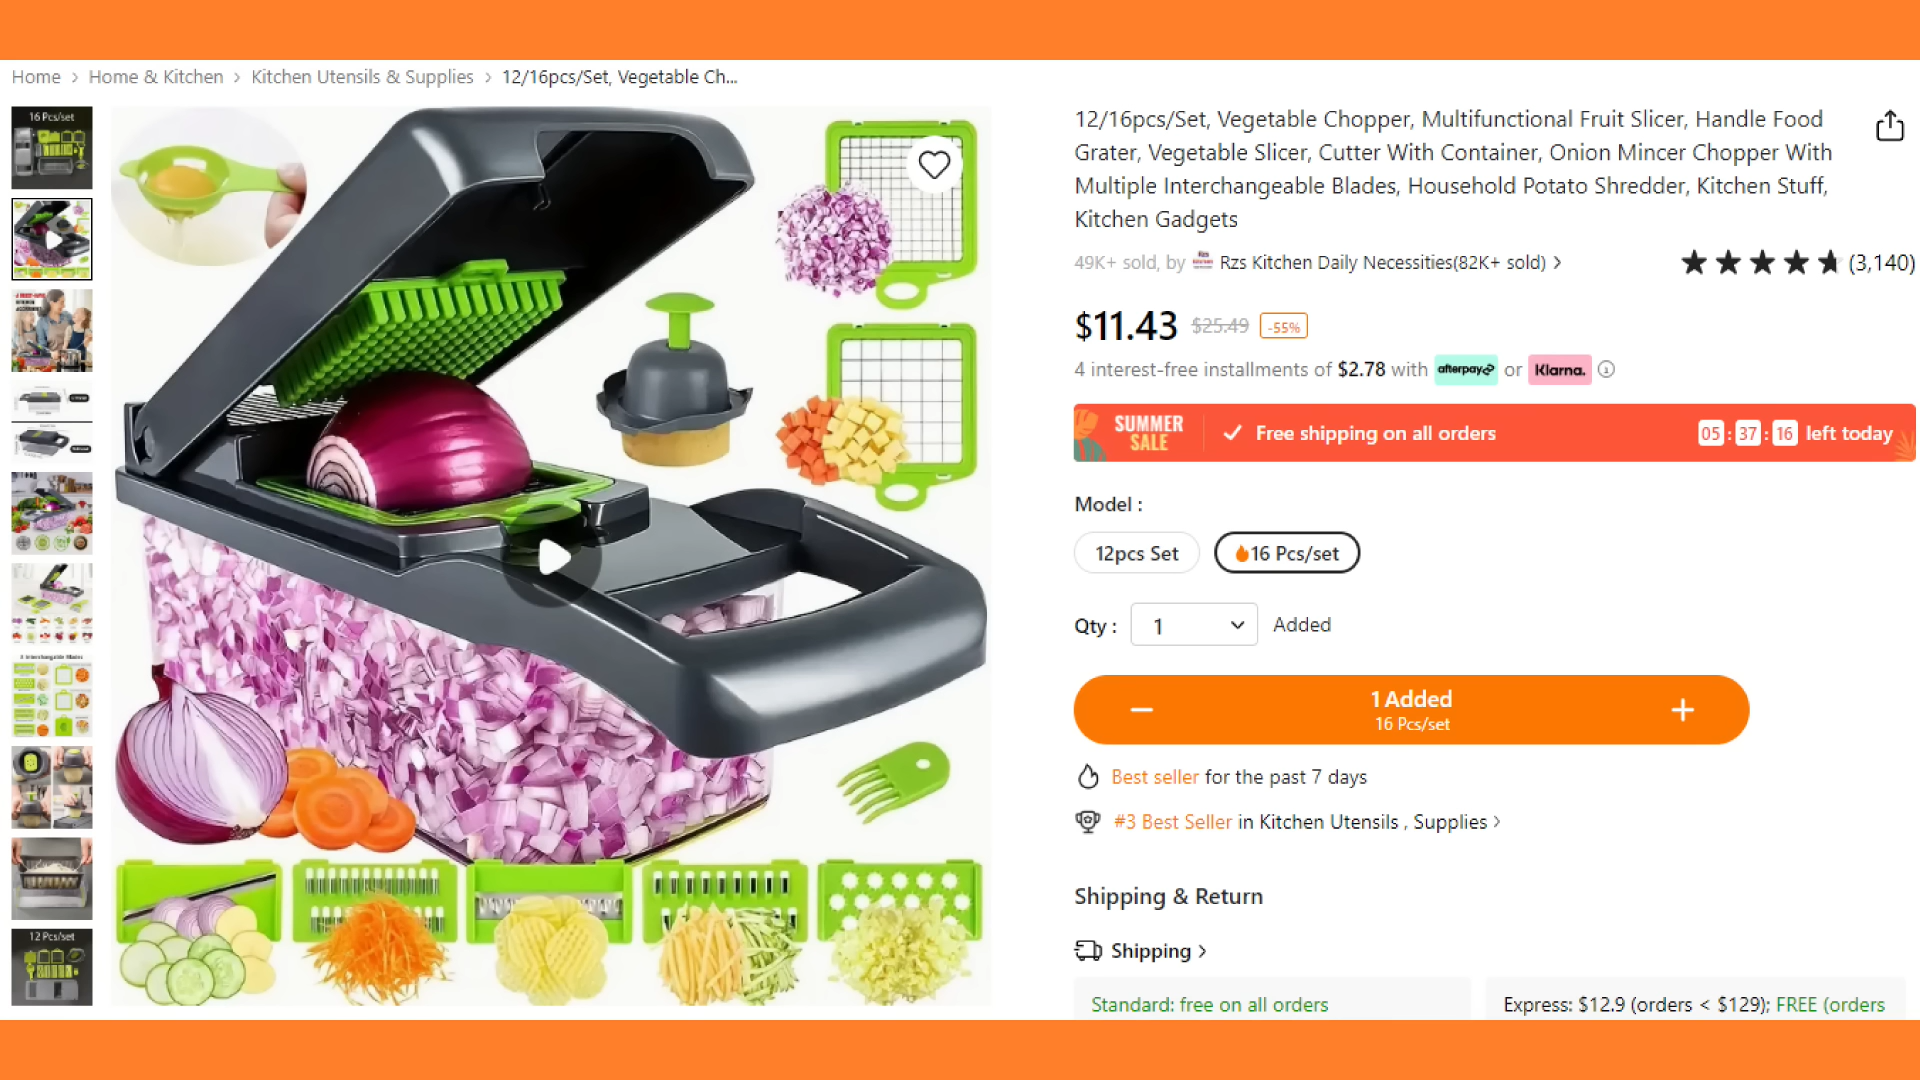 Home > Home & Kitchen > Kitchen Utensils & Supplies > 12/16pcs/Set, Vegetable Ch...
16 Pcs/set
12 Pcs/set
12/16pcs/Set, Vegetable Chopper, Multifunctional Fruit Slicer, Handle Food
Grater, Vegetable Slicer, Cutter With Container, Onion Mincer Chopper With
Multiple Interchangeable Blades, Household Potato Shredder, Kitchen Stuff,
Kitchen Gadgets
49K+ sold, by Rzs Kitchen Daily Necessities(82K+ sold) > (3,140)
$11.43 $25.49 -55%
4 interest-free installments of $2.78 with afterpay or Klarna.
SUMMER
SALE
Free shipping on all orders 05 : 37 : 16 left today
Model :
12pcs Set 16 Pcs/set
Qty : 1 Added
− 1 Added +
16 Pcs/set
Best seller for the past 7 days
#3 Best Seller in Kitchen Utensils , Supplies >
Shipping & Return
Shipping >
Standard: free on all orders
Express: $12.9 (orders < $129); FREE (orders